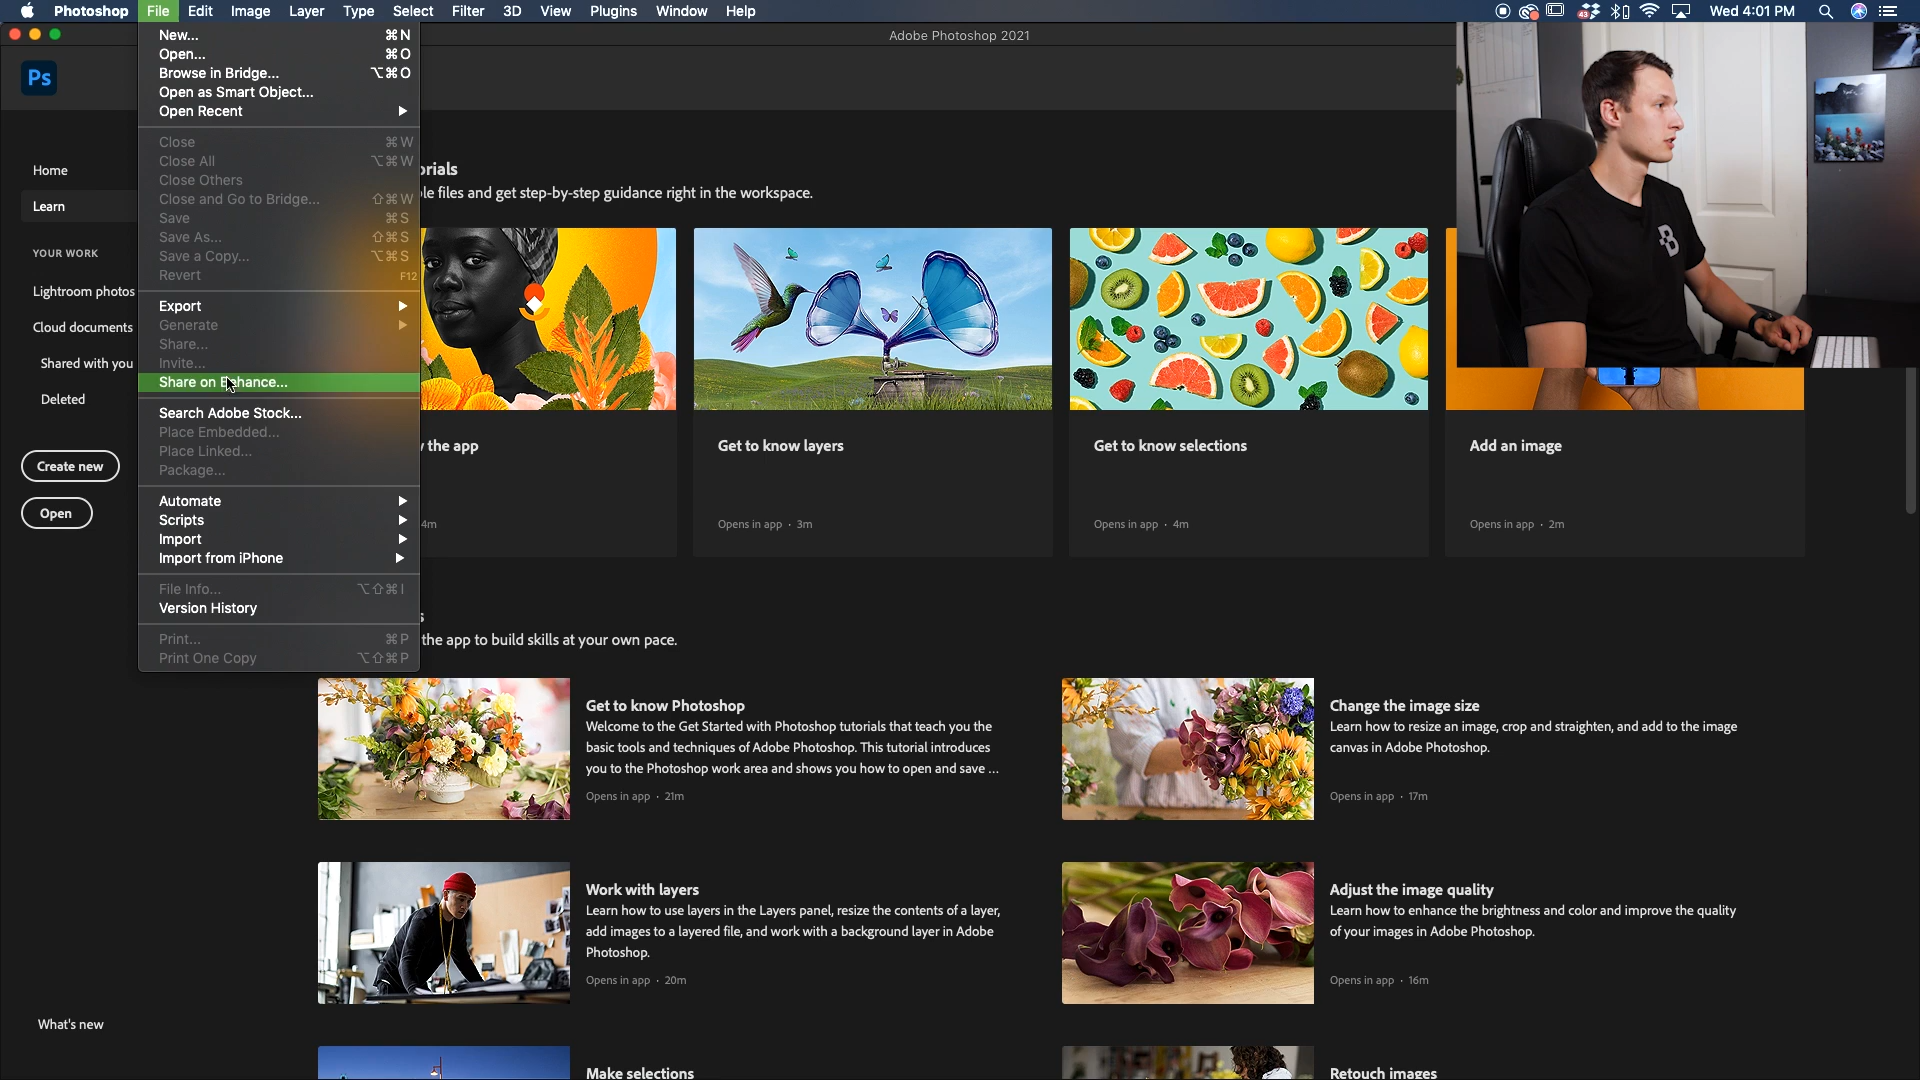 Photoshop File Edit Image Layer Type Select Filter 3D View Plugins Window Help
43
Wed 4:01 PM
Adobe Photoshop 2021
Ps
New... ⌘N
Open... ⌘O
Browse in Bridge... ⌥⌘O
Open as Smart Object...
Open Recent
Close ⌘W
Close All ⌥⌘W
Close Others
Close and Go to Bridge... ⇧⌘W
Save ⌘S
Save As... ⇧⌘S
Save a Copy... ⌥⌘S
Revert F12
Export
Generate
Share...
Invite...
Share on Behance...
Search Adobe Stock...
Place Embedded...
Place Linked...
Package...
Automate
Scripts
Import
Import from iPhone
File Info... ⌥⇧⌘I
Version History
Print... ⌘P
Print One Copy ⌥⇧⌘P
Home
Learn
YOUR WORK
Lightroom photos
Cloud documents
Shared with you
Deleted
Create new
Open
What's new
orials
le files and get step-by-step guidance right in the workspace.
the app
4m
Get to know layers
Opens in app · 3m
Get to know selections
Opens in app · 4m
Add an image
Opens in app · 2m
s
the app to build skills at your own pace.
Get to know Photoshop
Welcome to the Get Started with Photoshop tutorials that teach you the
basic tools and techniques of Adobe Photoshop. This tutorial introduces
you to the Photoshop work area and shows you how to open and save ...
Opens in app · 21m
Change the image size
Learn how to resize an image, crop and straighten, and add to the image
canvas in Adobe Photoshop.
Opens in app · 17m
Work with layers
Learn how to use layers in the Layers panel, resize the contents of a layer,
add images to a layered file, and work with a background layer in Adobe
Photoshop.
Opens in app · 20m
Adjust the image quality
Learn how to enhance the brightness and color and improve the quality
of your images in Adobe Photoshop.
Opens in app · 16m
Make selections
Retouch images